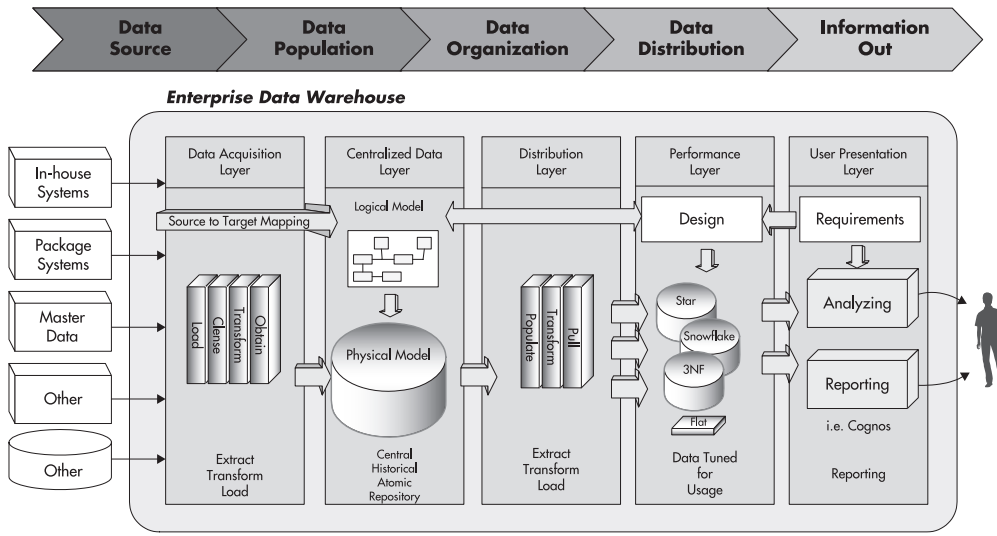 Data
Source
Data
Population
Data
Organization
Data
Distribution
Information
Out
Enterprise Data Warehouse
In-house
Systems
Package
Systems
Master
Data
Other
Other
Data Acquisition
Layer
Source to Target Mapping
Load
Clense
Transform
Obtain
Extract
Transform
Load
Centralized Data
Layer
Logical Model
Physical Model
Central
Historical
Atomic
Repository
Distribution
Layer
Populate
Transform
Pull
Extract
Transform
Load
Performance
Layer
Design
Star
Snowflake
3NF
Flat
Data Tuned
for
Usage
User Presentation
Layer
Requirements
Analyzing
Reporting
i.e. Cognos
Reporting